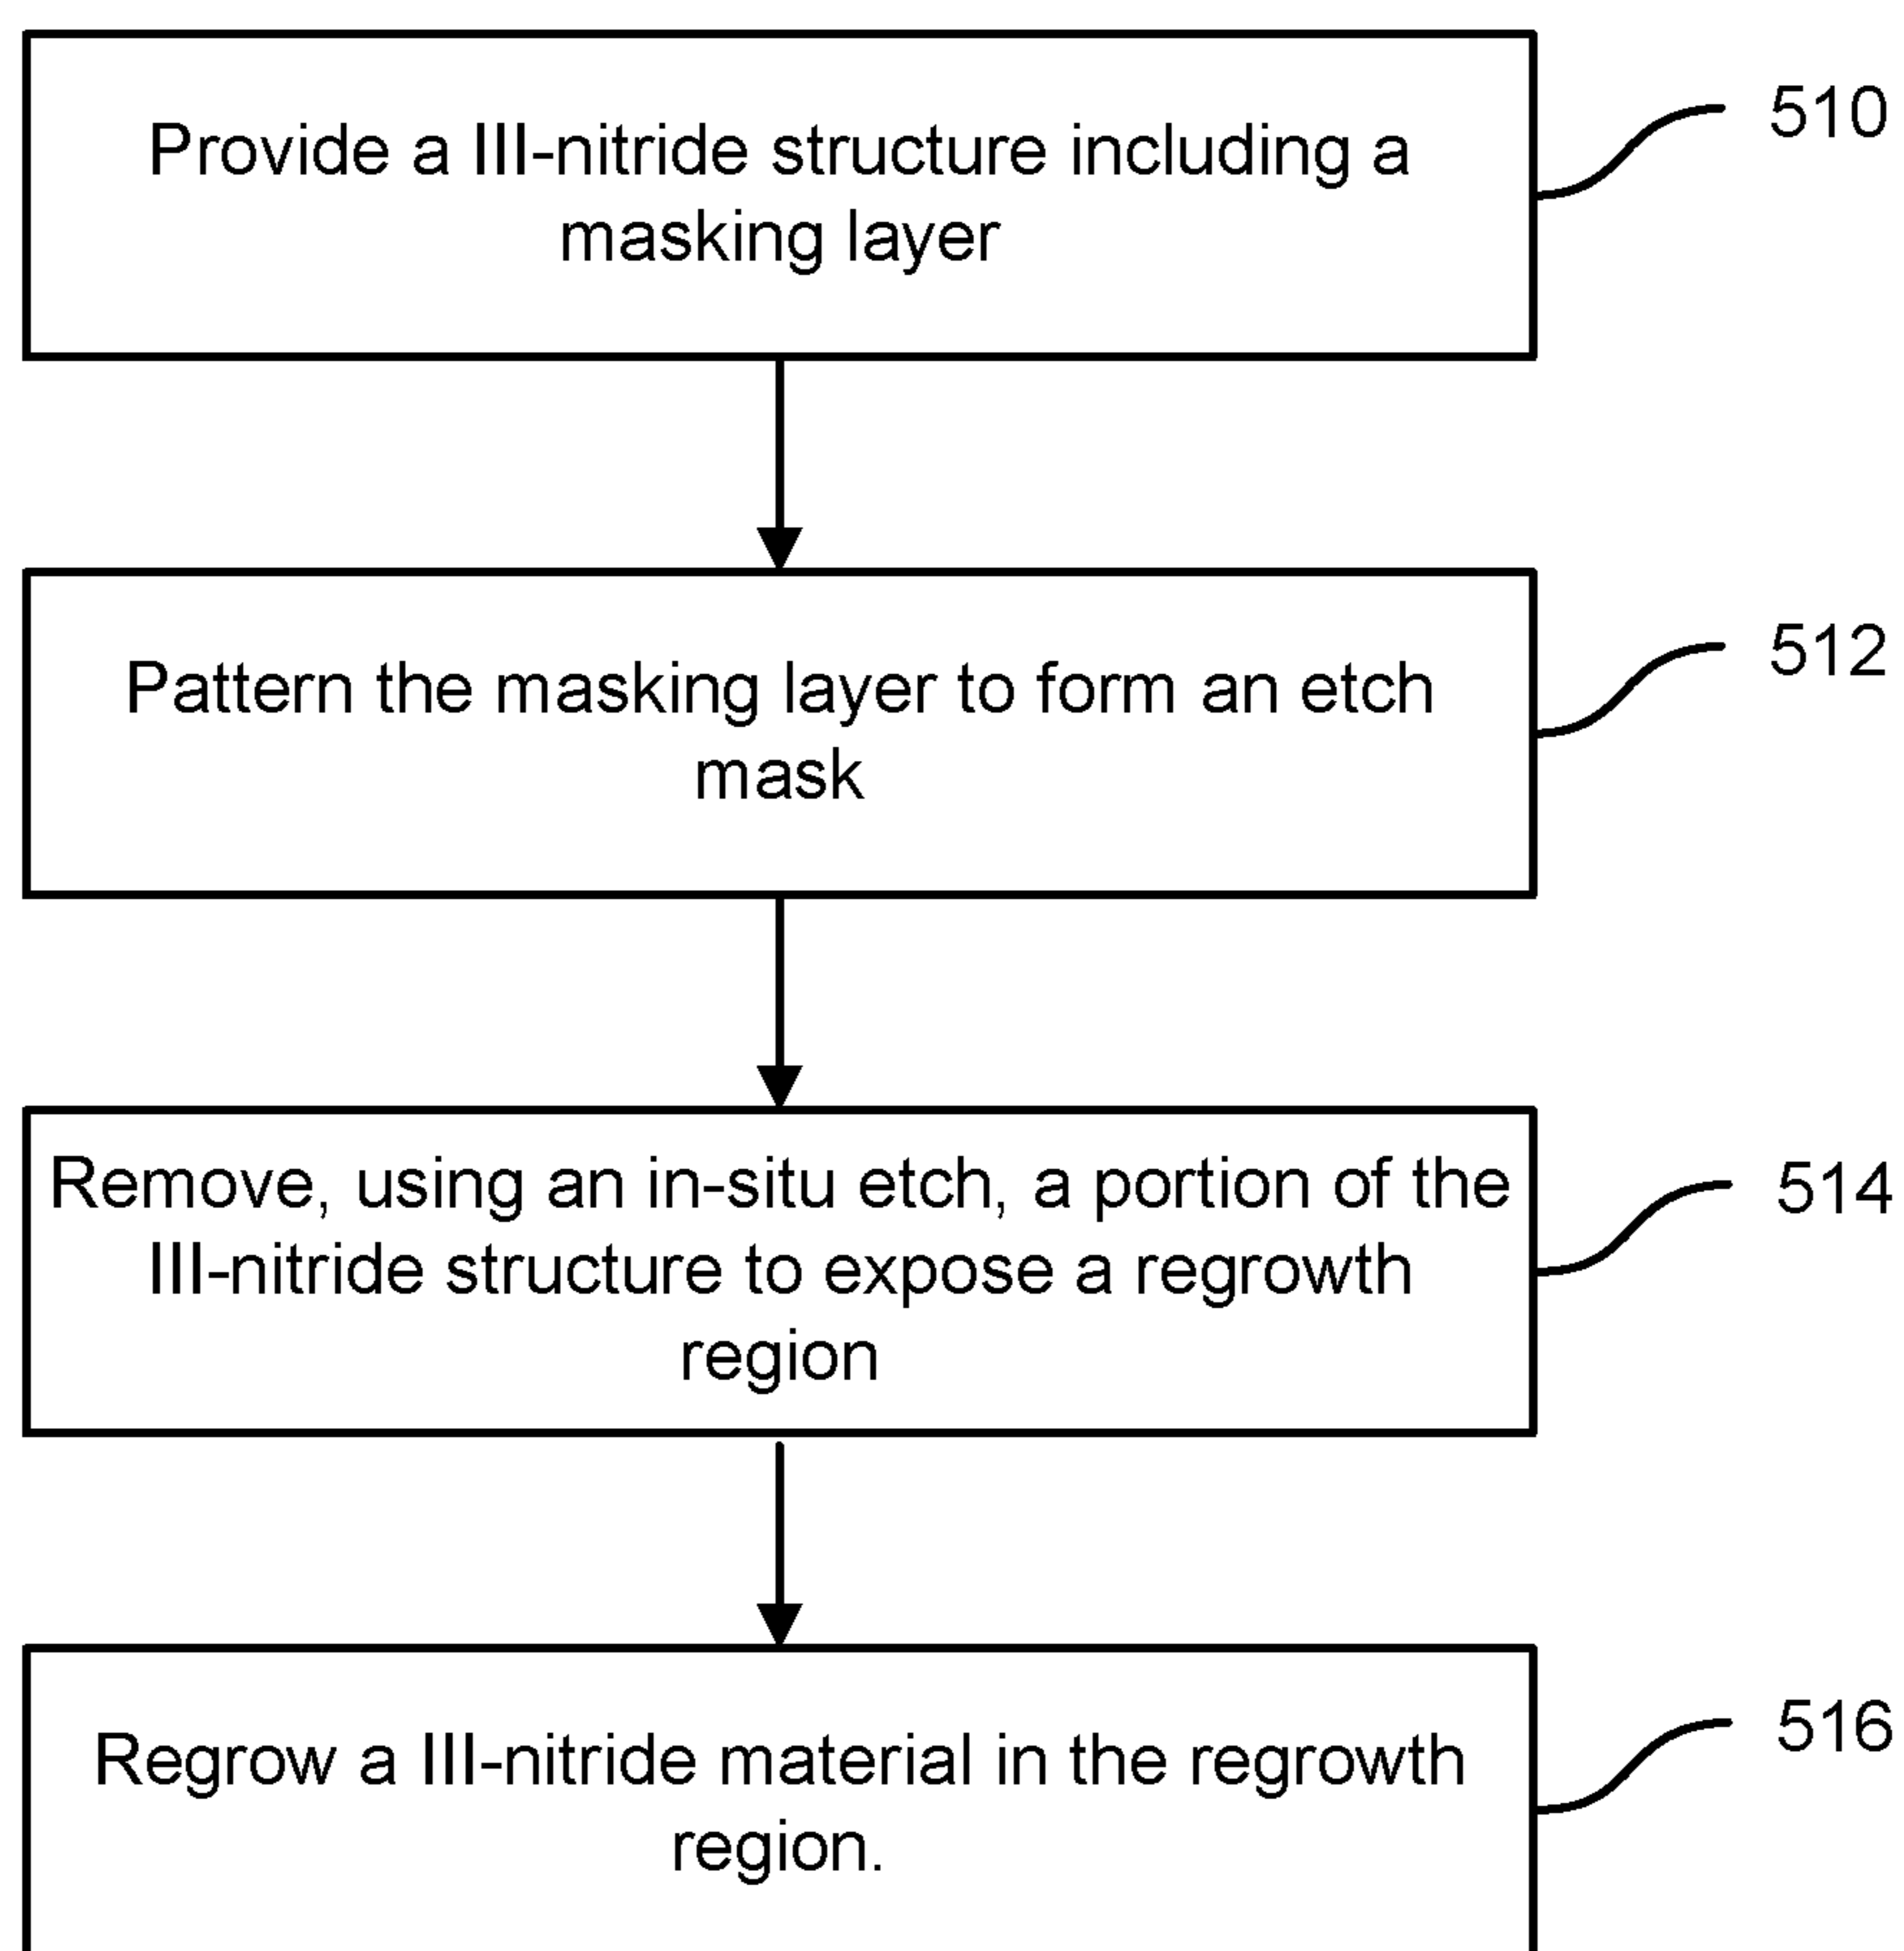 Provide a III-nitride structure including a
masking layer
510
Pattern the masking layer to form an etch
mask
512
Remove, using an in-situ etch, a portion of the
III-nitride structure to expose a regrowth
region
514
Regrow a III-nitride material in the regrowth
region.
516